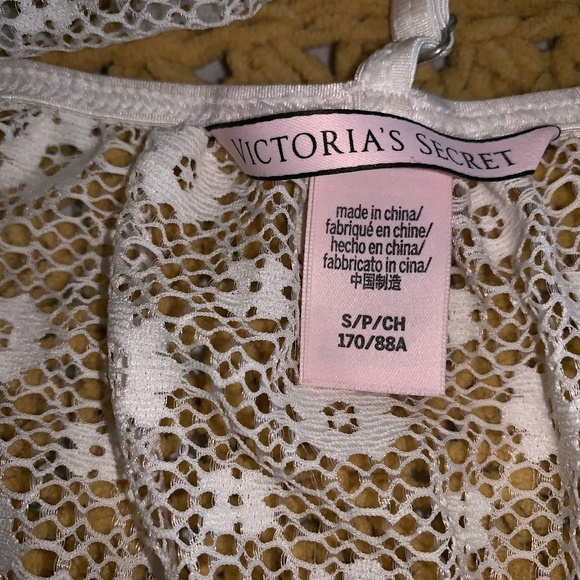 VICTORIA'S SECRET
made in china/
fabriqué en chine/
hecho en china/
fabbricato in cina/
中国制造
S/P/CH
170/88A